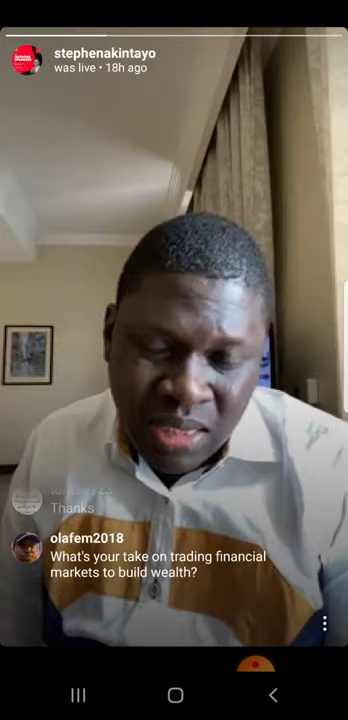 stephenakintayo
was live • 18h ago
Thanks
olafem2018
What's your take on trading financial
markets to build wealth?